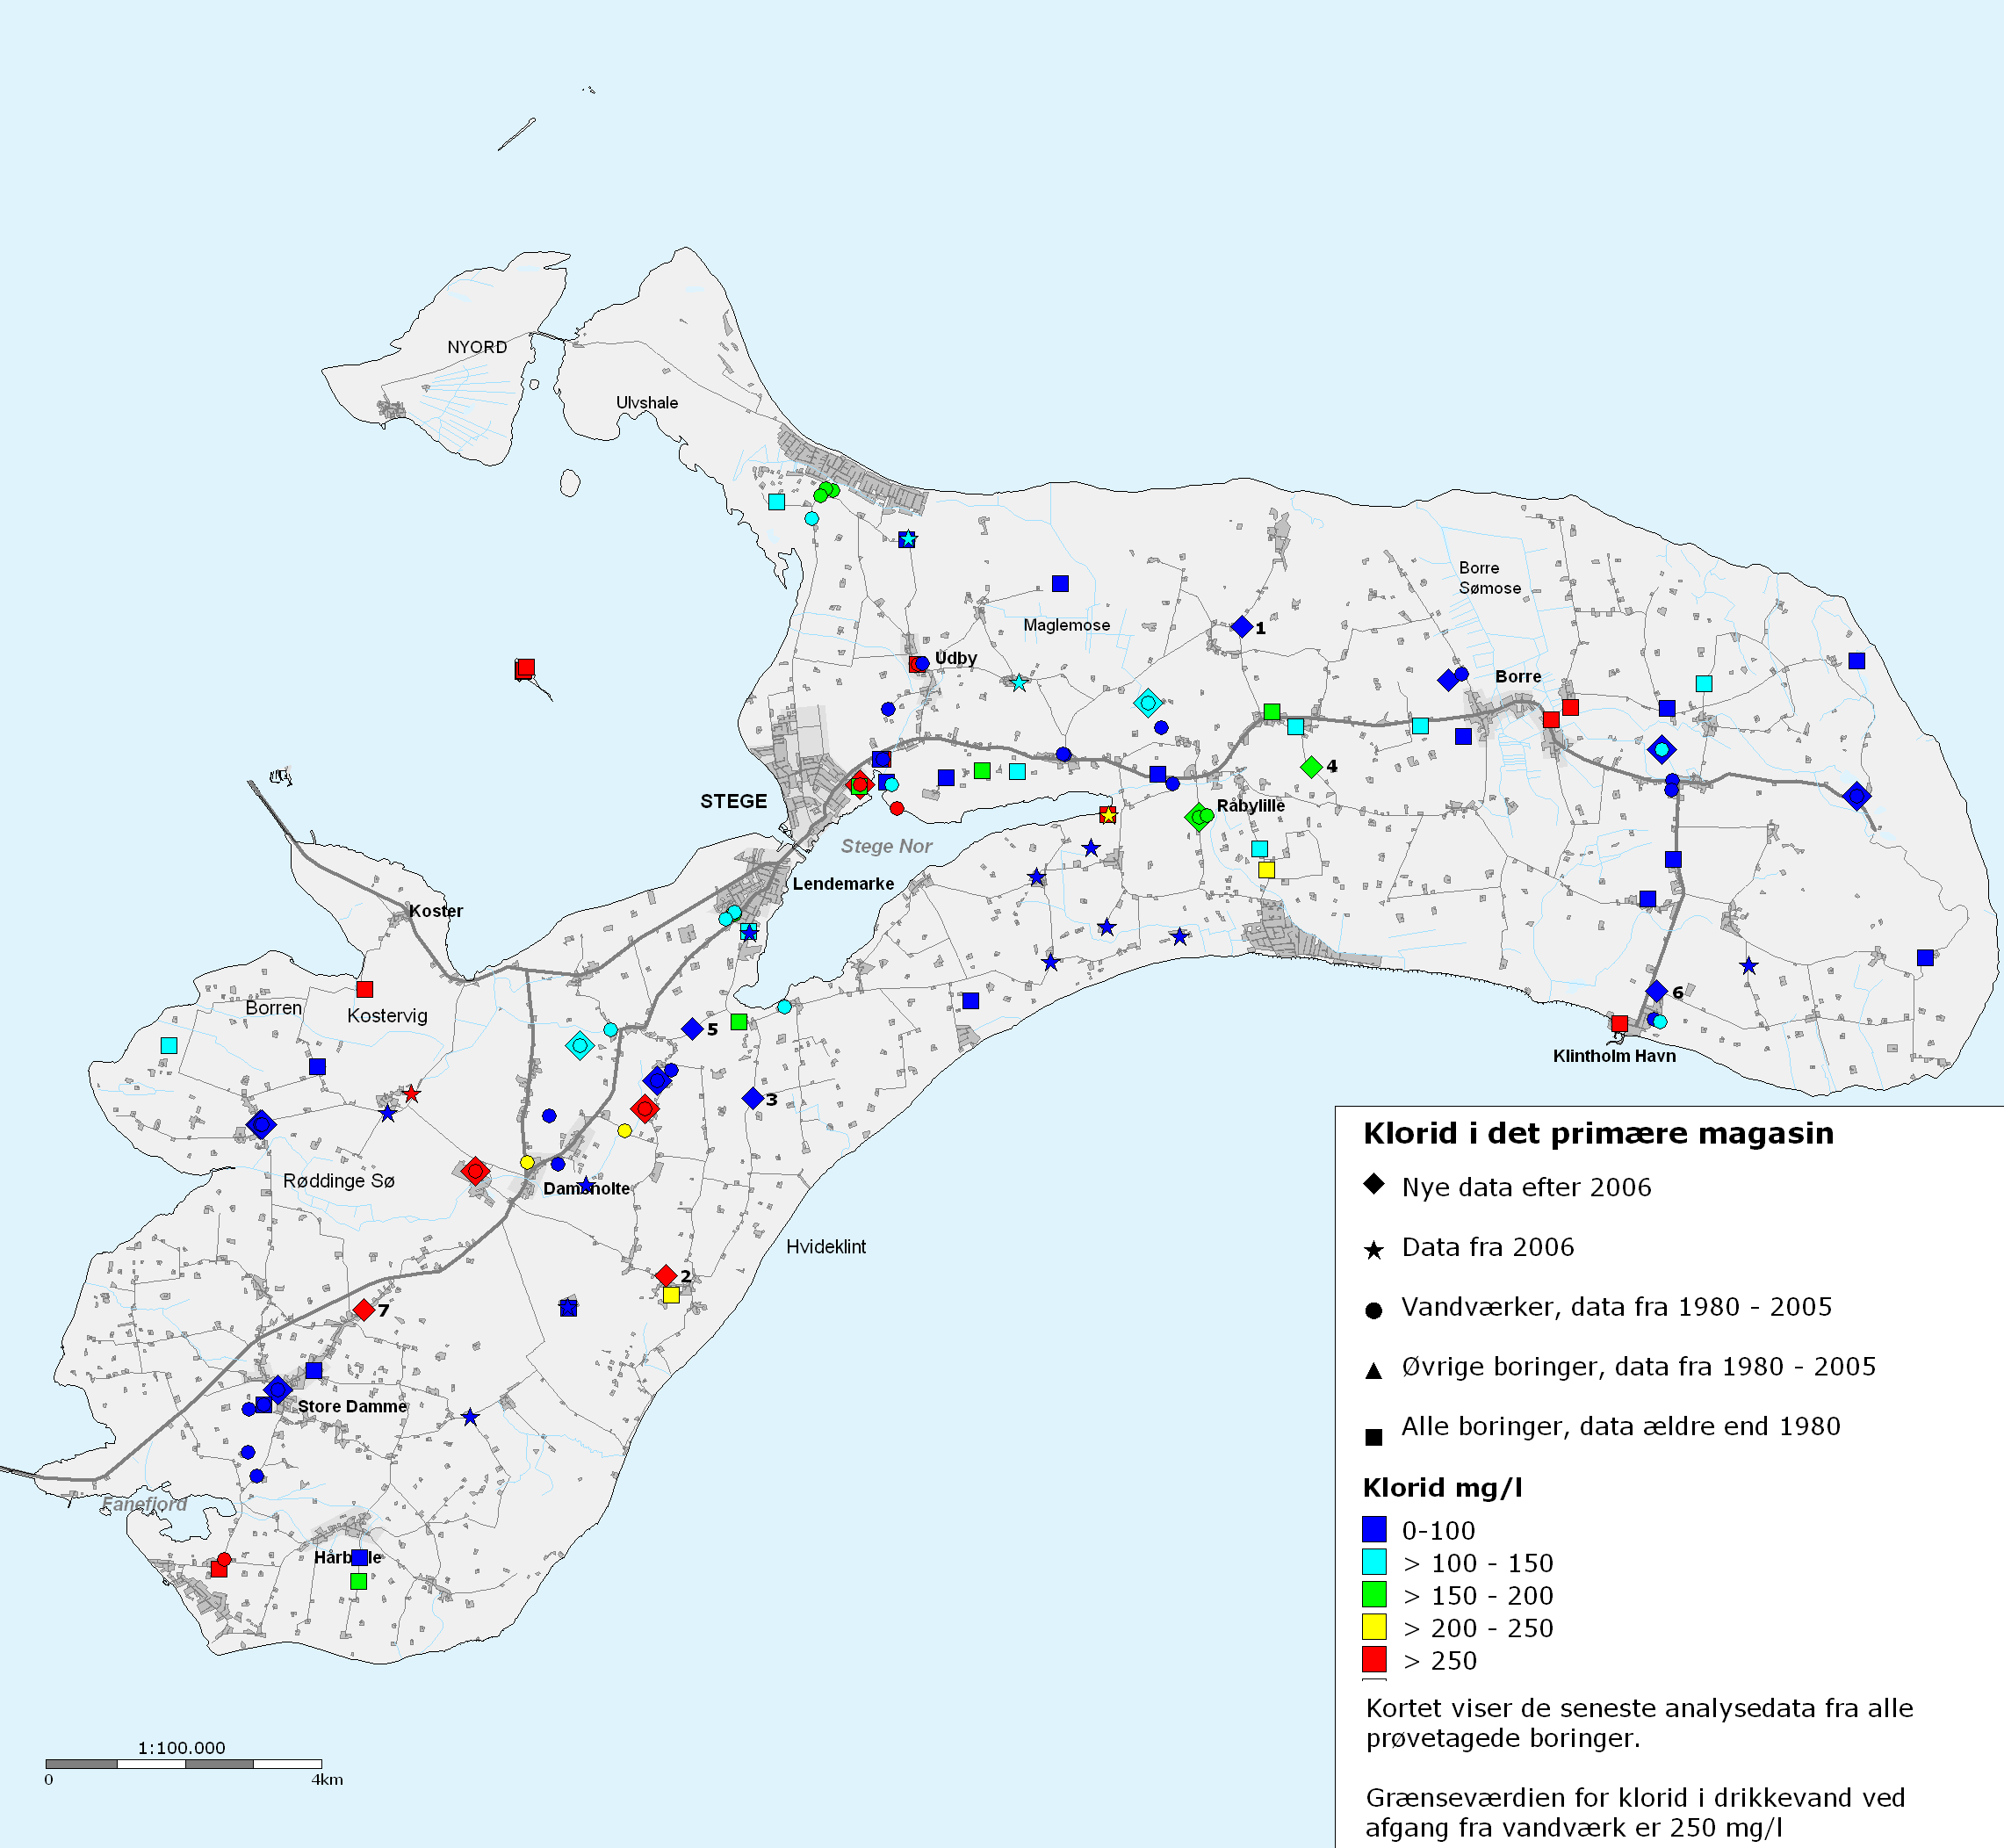 NYORD
Ulvshale
Borre
Sømose
Maglemose
1
Udby
Borre
4
STEGE
Råbylille
Stege Nor
Lendemarke
Koster
6
Borren
Kostervig
5
Klintholm Havn
3
Røddinge Sø
Damsholte
Hvideklint
2
7
Store Damme
Fanefjord
Hårbølle
1:100.000
0 4km
Klorid i det primære magasin
Nye data efter 2006
Data fra 2006
Vandværker, data fra 1980 - 2005
Øvrige boringer, data fra 1980 - 2005
Alle boringer, data ældre end 1980
Klorid mg/l
0-100
> 100 - 150
> 150 - 200
> 200 - 250
> 250
Kortet viser de seneste analysedata fra alle
prøvetagede boringer.
Grænseværdien for klorid i drikkevand ved
afgang fra vandværk er 250 mg/l